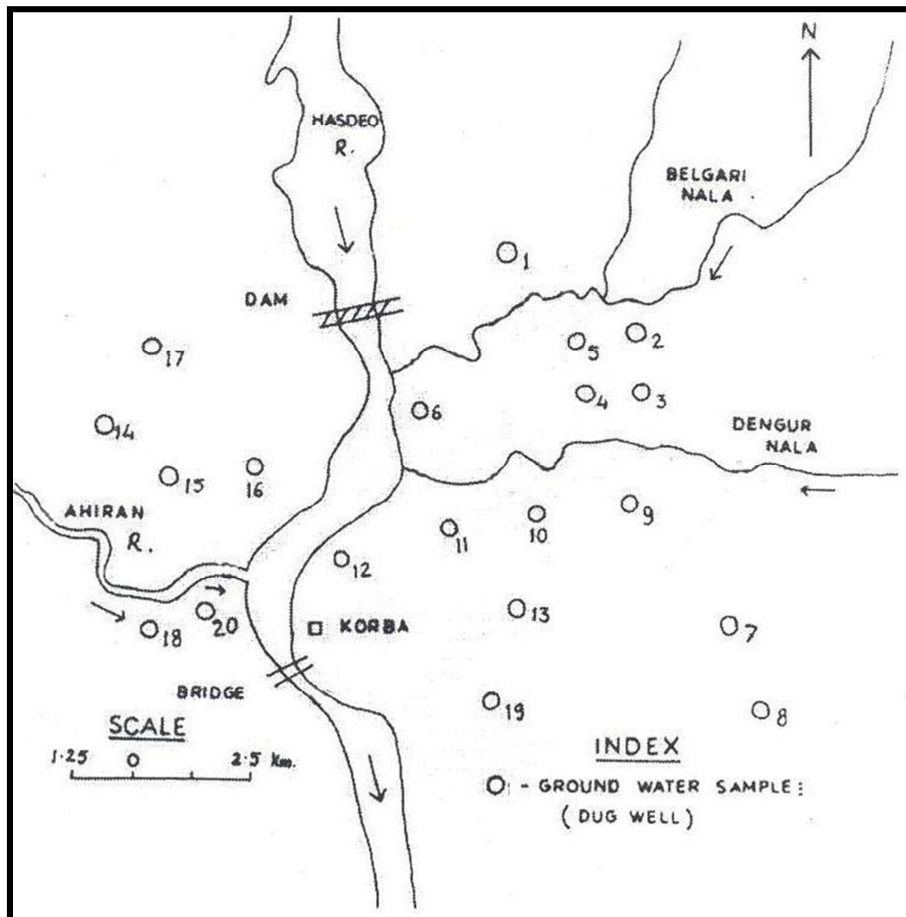 N
HASDEO
R.
BELGARI
NALA
1
DAM
2
5
17
3
4
6
14
DENGUR
NALA
15
16
9
AHIRAN
R.
10
11
12
13
20
18
KORBA
7
BRIDGE
19
8
SCALE
1.25 0 2.5 Km.
INDEX
O - GROUND WATER SAMPLE :
( DUG WELL )